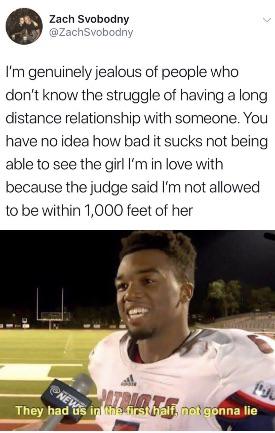 Zach Svobodny
@ZachSvobodny
I'm genuinely jealous of people who
don't know the struggle of having a long
distance relationship with someone. You
have no idea how bad it sucks not being
able to see the girl I'm in love with
because the judge said I'm not allowed
to be within 1,000 feet of her
adidas
PATRIOTS
@NEWS
They had us in the first half, not gonna lie